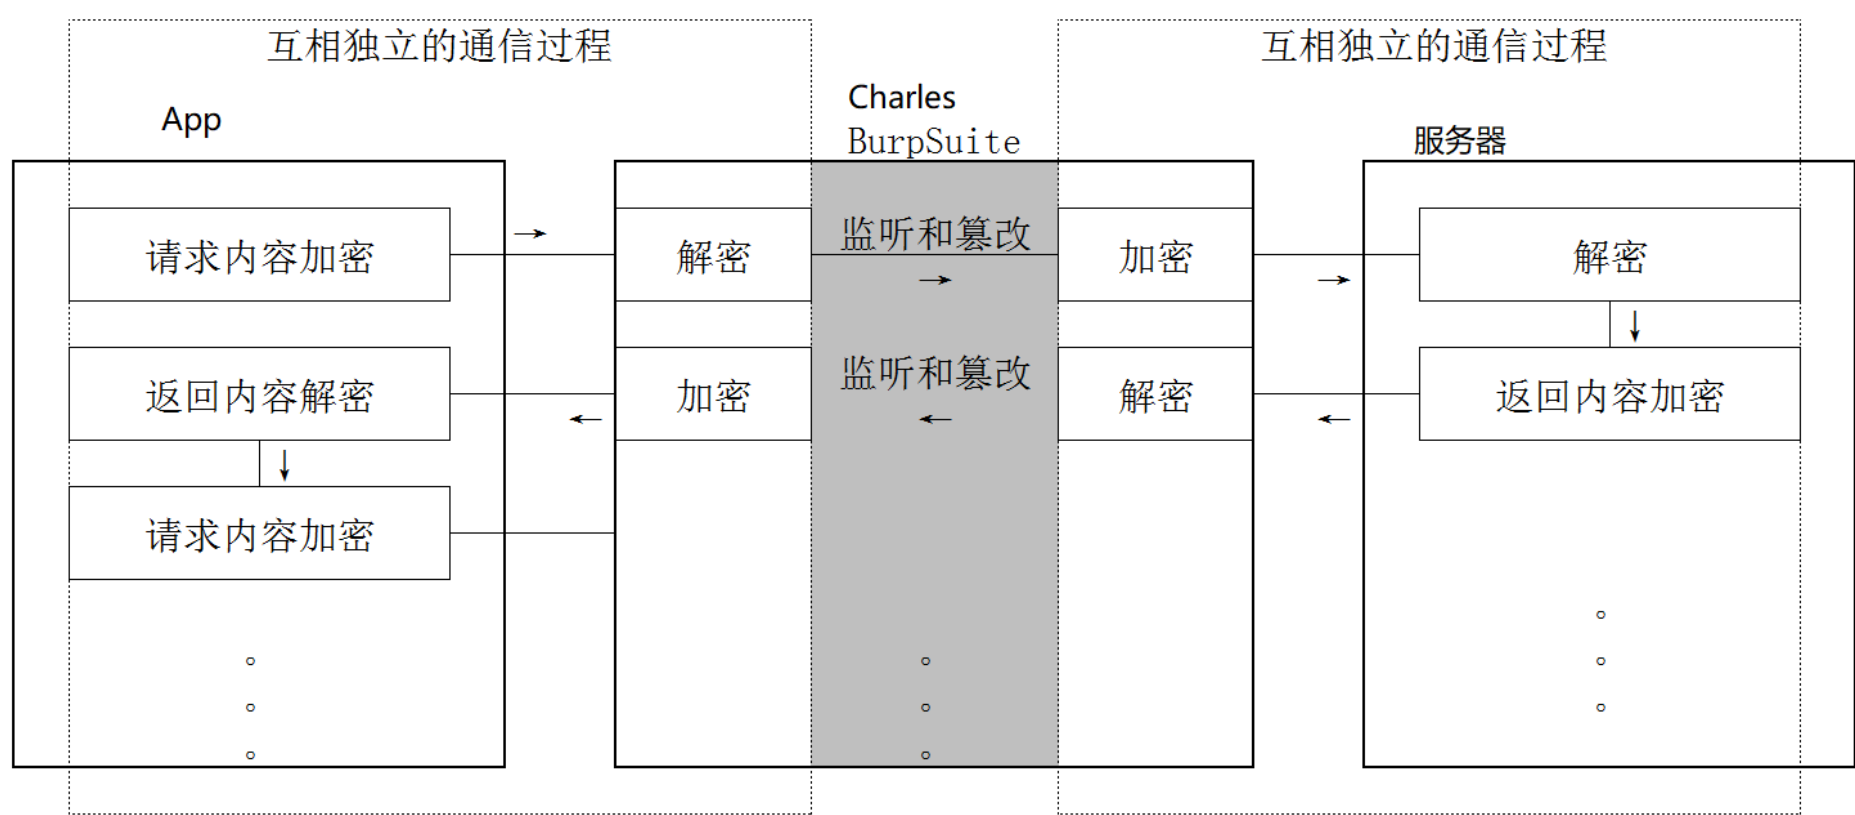 互相独立的通信过程
互相独立的通信过程
Charles
BurpSuite
App
服务器
请求内容加密
解密
监听和篡改
加密
解密
返回内容解密
加密
监听和篡改
解密
返回内容加密
请求内容加密